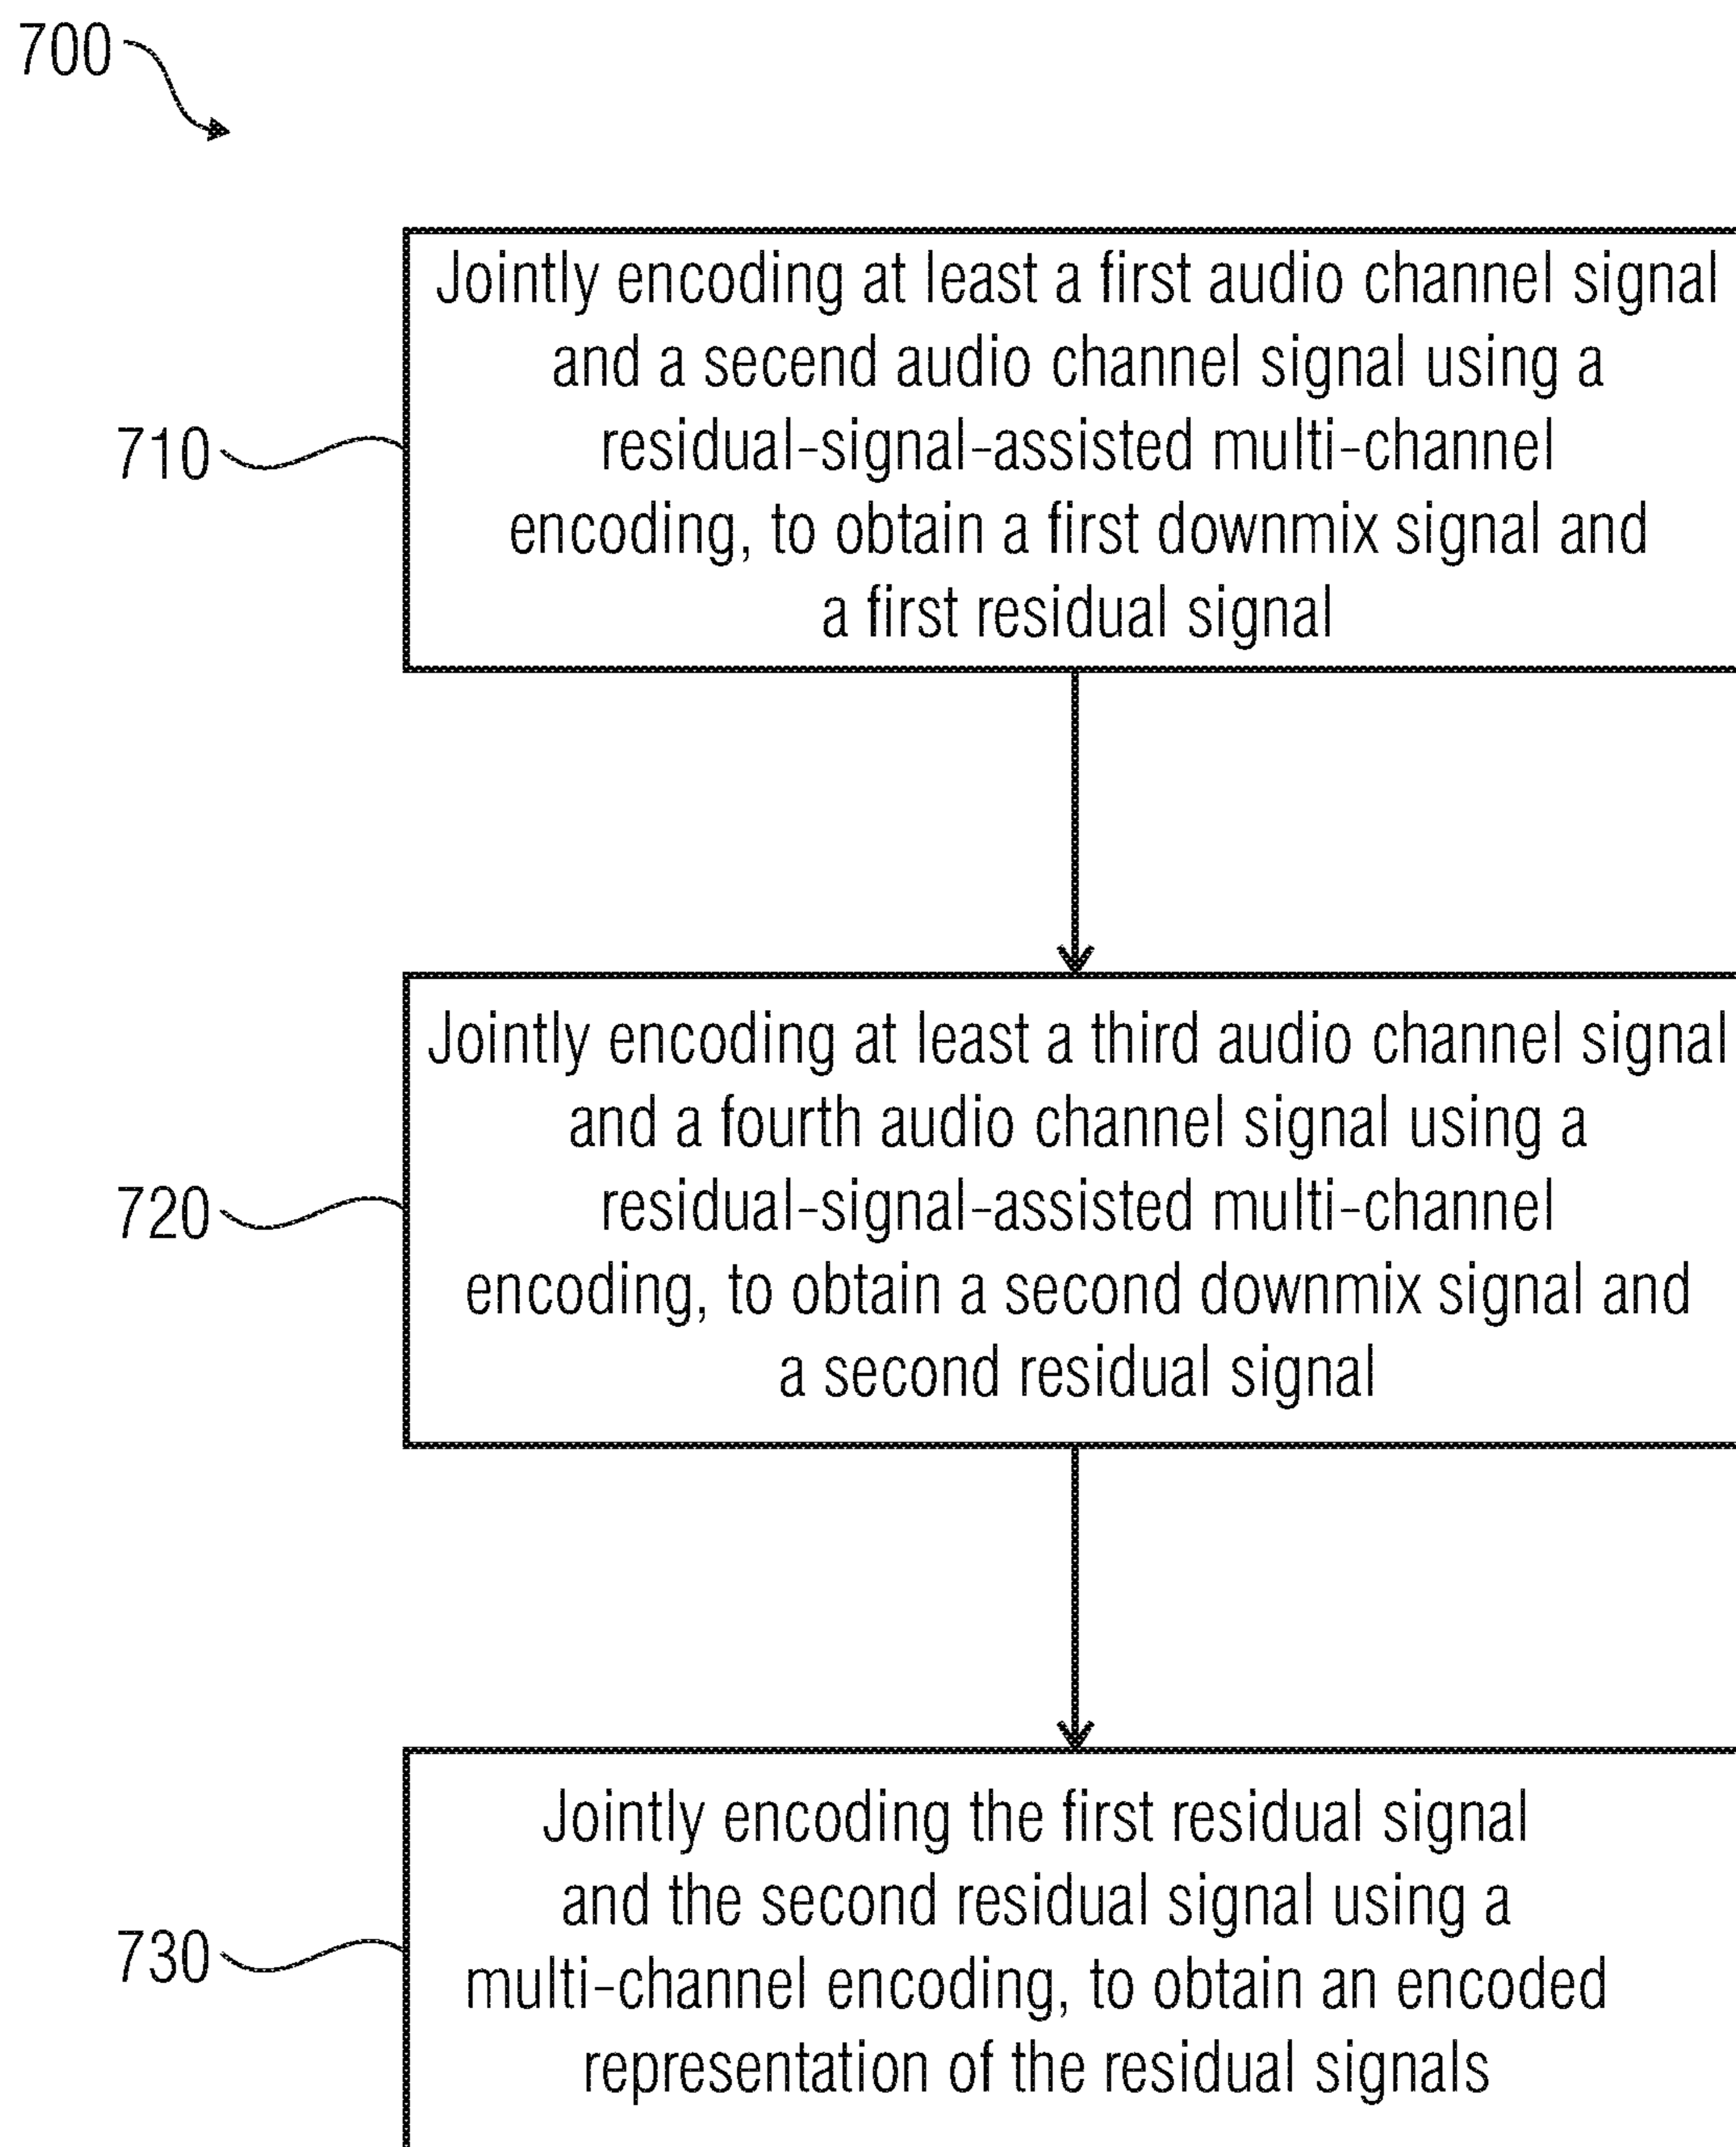 700
Jointly encoding at least a first audio channel signal
and a secend audio channel signal using a
residual-signal-assisted multi-channel
encoding, to obtain a first downmix signal and
a first residual signal
710
Jointly encoding at least a third audio channel signal
and a fourth audio channel signal using a
residual-signal-assisted multi-channel
encoding, to obtain a second downmix signal and
a second residual signal
720
Jointly encoding the first residual signal
and the second residual signal using a
multi-channel encoding, to obtain an encoded
representation of the residual signals
730